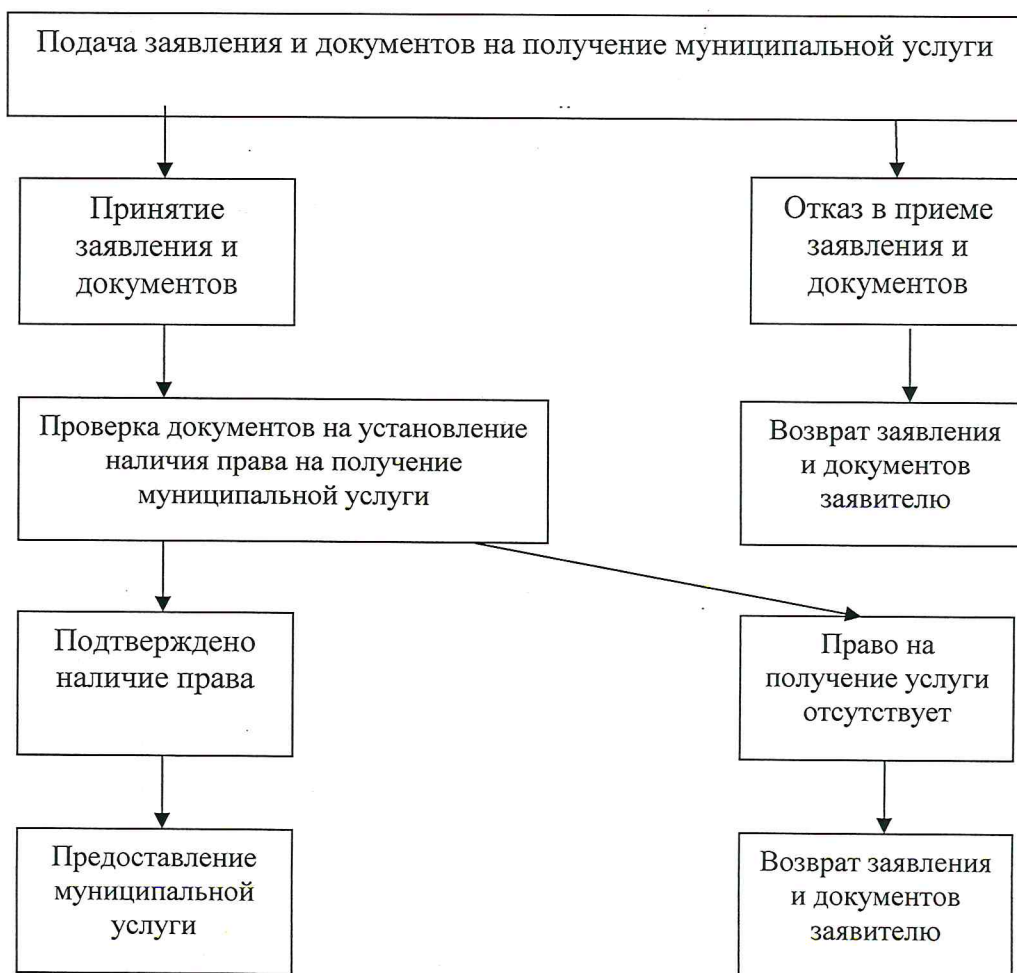 Подача заявления и документов на получение муниципальной услуги
Принятие
заявления и
документов
Отказ в приеме
заявления и
документов
Проверка документов на установление
наличия права на получение
муниципальной услуги
Возврат заявления
и документов
заявителю
Подтверждено
наличие права
Право на
получение услуги
отсутствует
Предоставление
муниципальной
услуги
Возврат заявления
и документов
заявителю